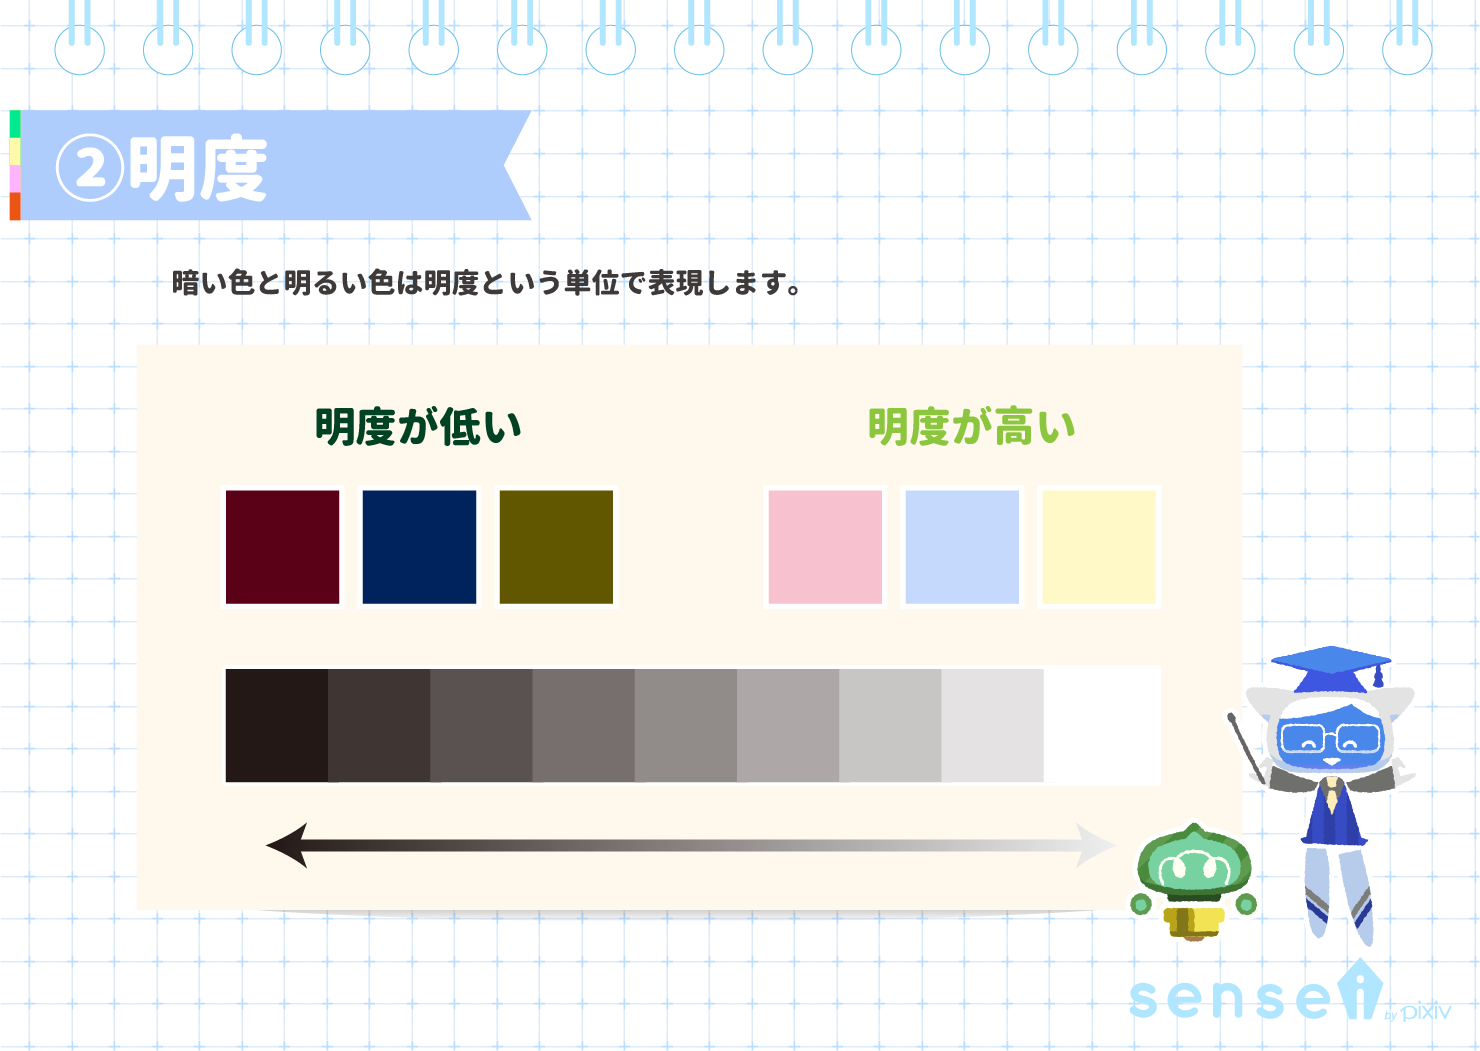 ②明度
暗い色と明るい色は明度という単位で表現します。
明度が低い
明度が高い
sensei by pixiv